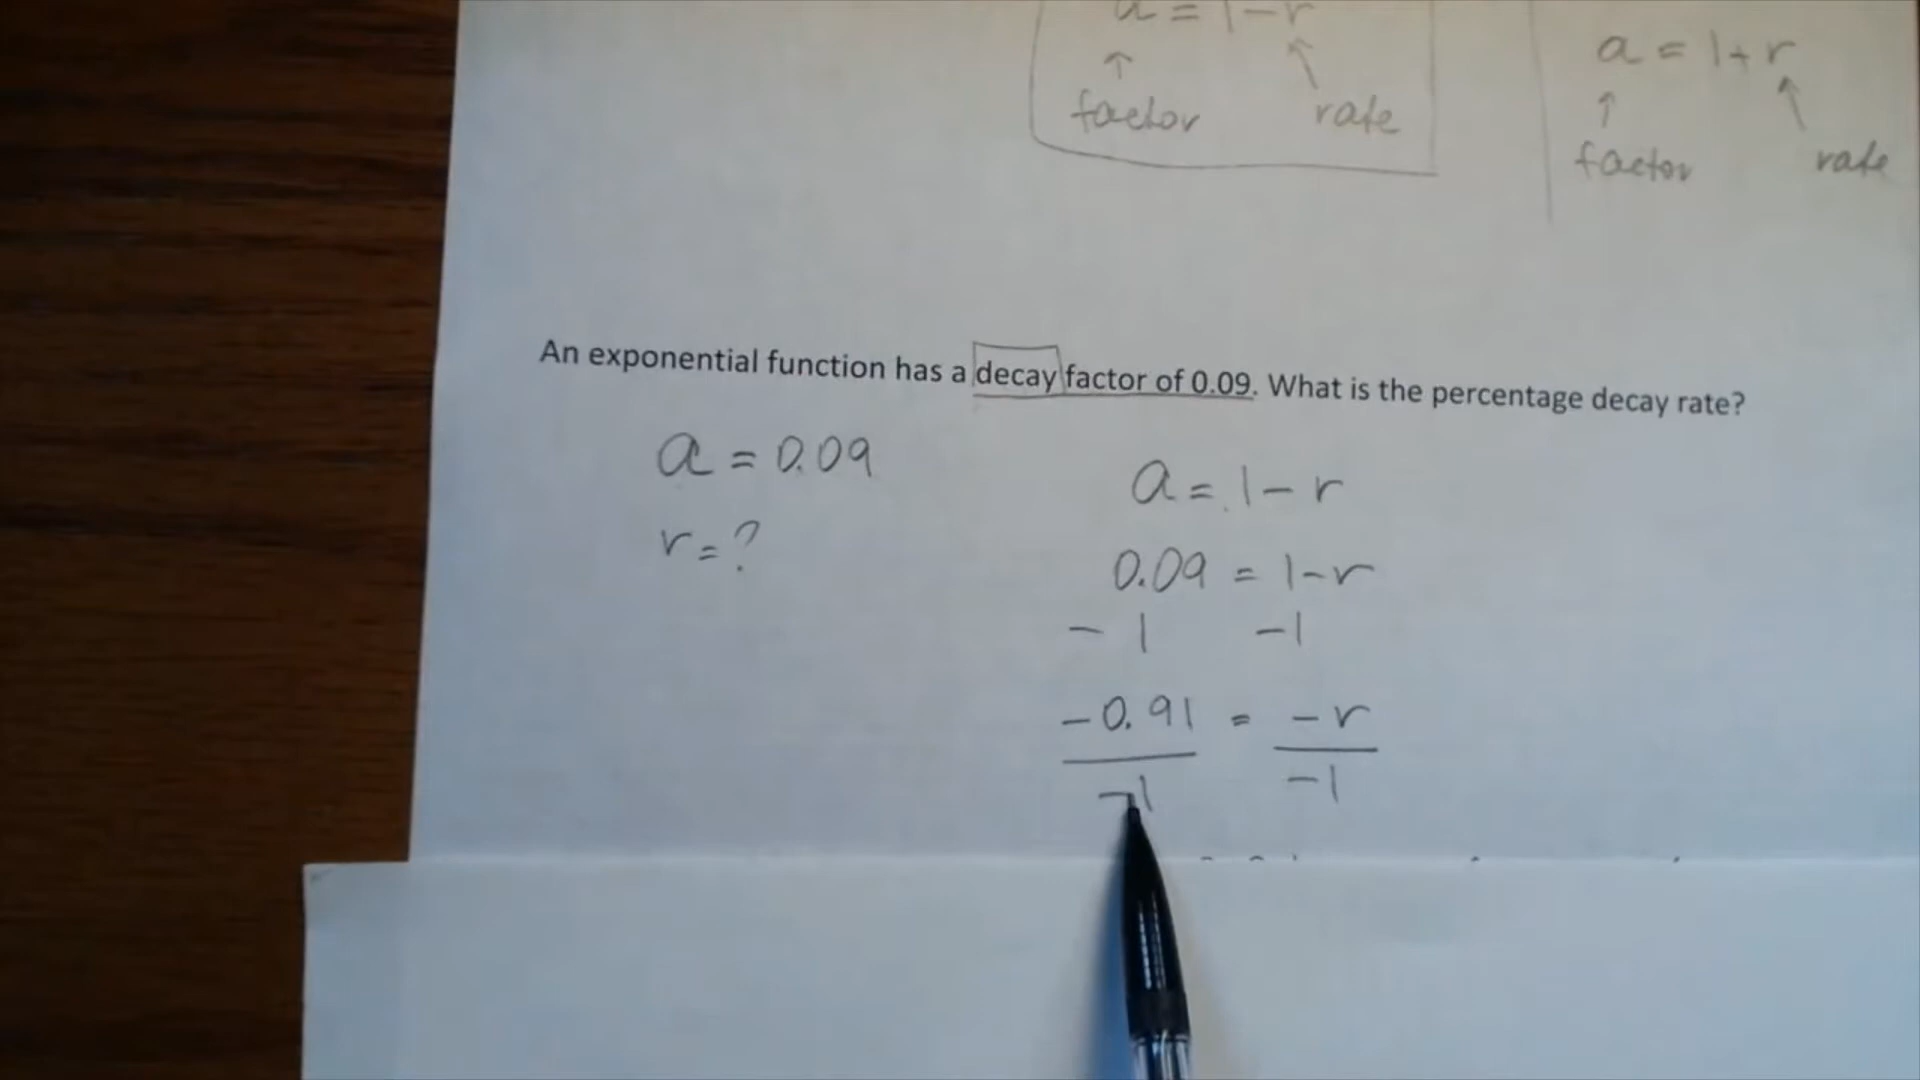 a = 1 - r
factor rate
a = 1 + r
factor rate
An exponential function has a decay factor of 0.09. What is the percentage decay rate?
a = 0.09
r = ?
a = 1 - r
0.09 = 1 - r
- 1 - 1
-0.91 = -r
-1 -1